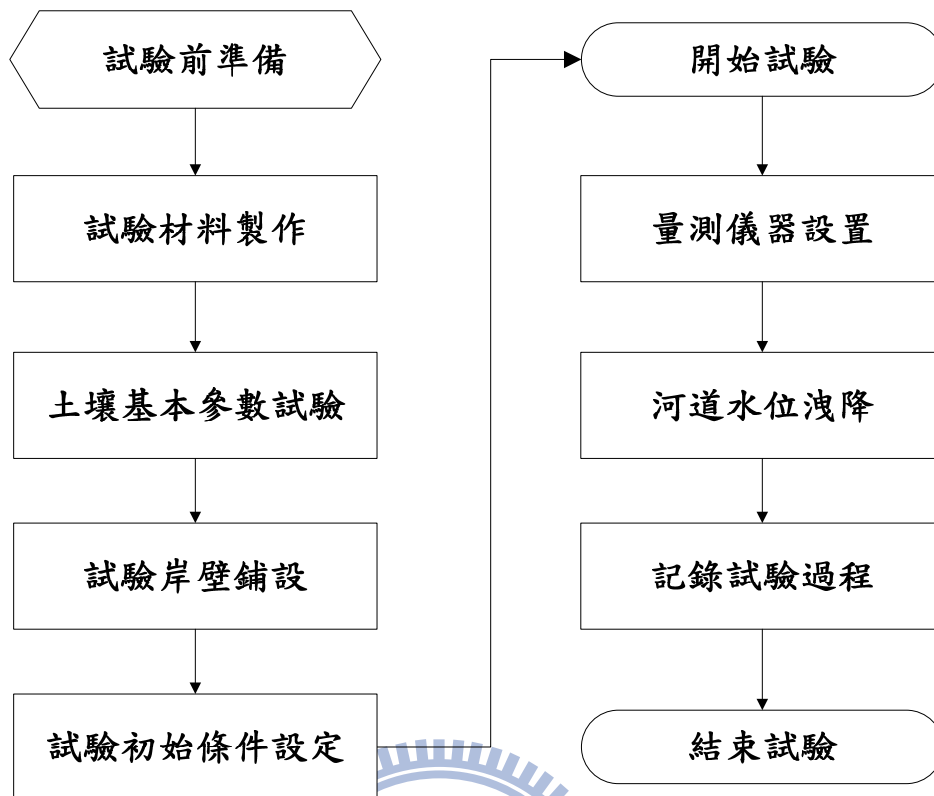 試驗前準備
試驗材料製作
土壤基本參數試驗
試驗岸壁鋪設
試驗初始條件設定
開始試驗
量測儀器設置
河道水位洩降
記錄試驗過程
結束試驗